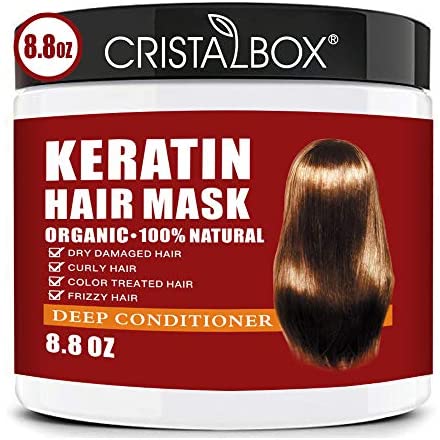 8.8OZ
CRISTALBOX®
KERATIN
HAIR MASK
ORGANIC•100% NATURAL
DRY DAMAGED HAIR
CURLY HAIR
COLOR TREATED HAIR
FRIZZY HAIR
DEEP CONDITIONER
8.8 OZ